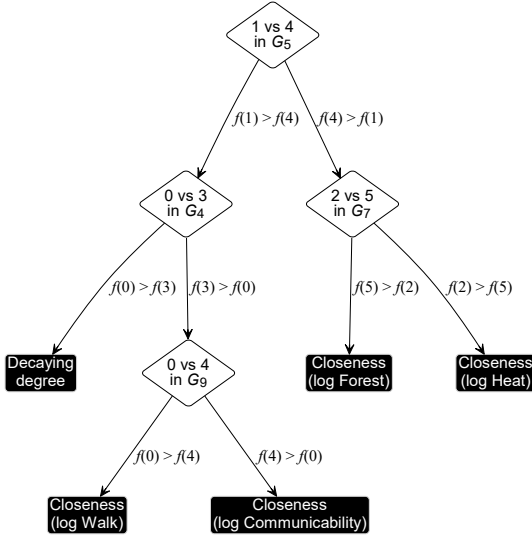 1 vs 4
in G5
f(1) > f(4)
f(4) > f(1)
0 vs 3
in G4
2 vs 5
in G7
f(0) > f(3)
f(3) > f(0)
f(5) > f(2)
f(2) > f(5)
Decaying
degree
0 vs 4
in G9
Closeness
(log Forest)
Closeness
(log Heat)
f(0) > f(4)
f(4) > f(0)
Closeness
(log Walk)
Closeness
(log Communicability)